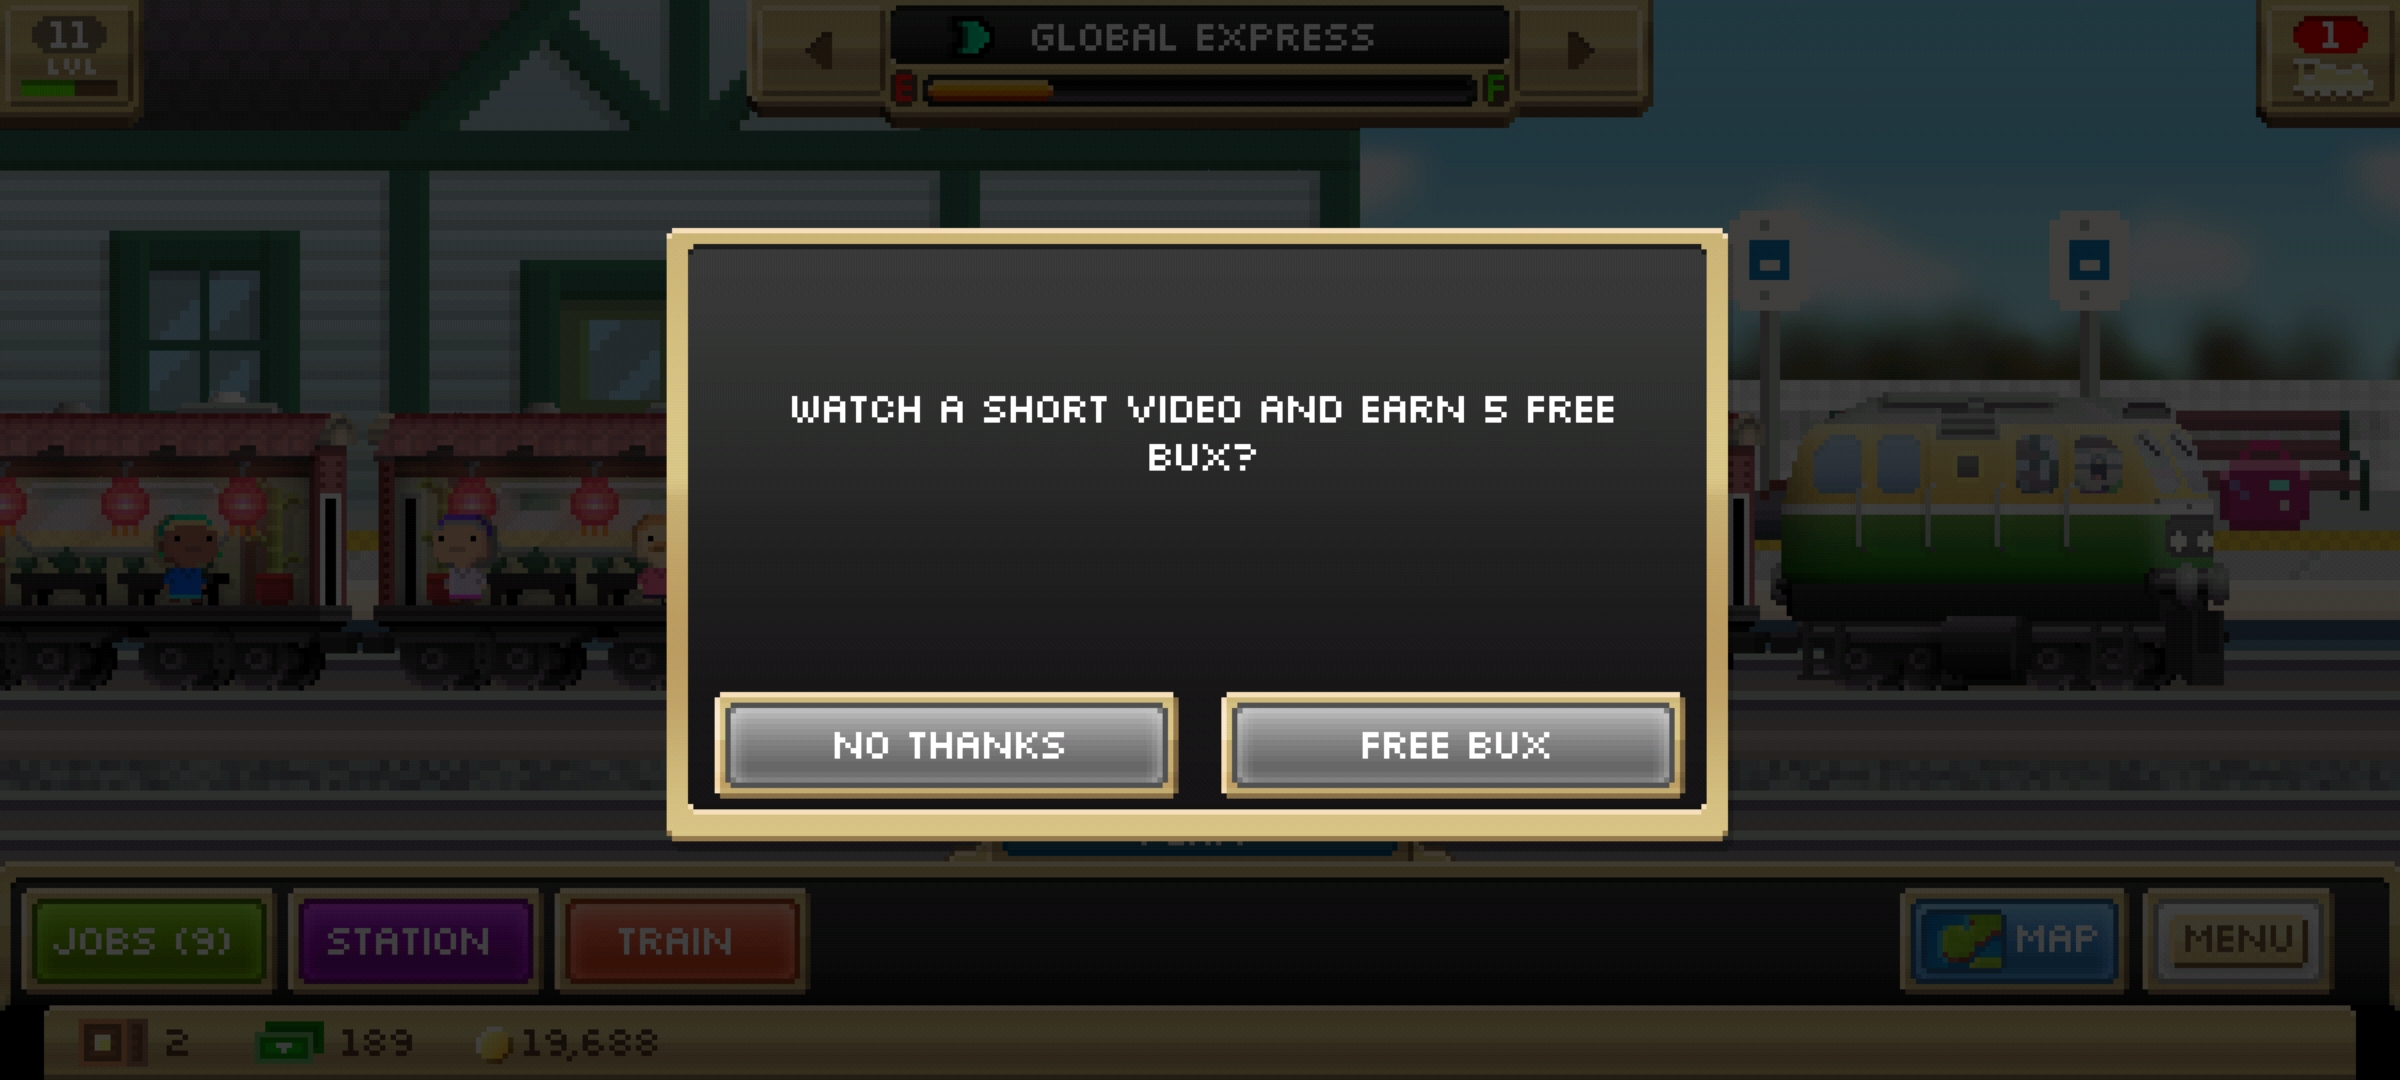 11
LVL
GLOBAL EXPRESS
E
F
1
WATCH A SHORT VIDEO AND EARN 5 FREE
BUX?
NO THANKS
FREE BUX
JOBS (9)
STATION
TRAIN
MAP
MENU
2
189
19,688